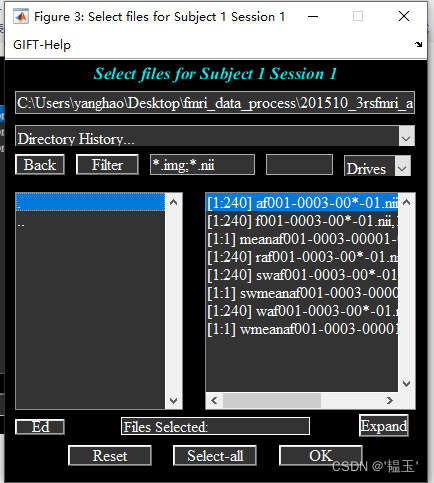 Figure 3: Select files for Subject 1 Session 1
GIFT-Help
Select files for Subject 1 Session 1
C:\Users\yanghao\Desktop\fmri_data_process\201510_3rsfmri_a
Directory History...
Back Filter *.img;*.nii Drives
.
..
[1:240] af001-0003-00*-01.nii
[1:240] f001-0003-00*-01.nii,
[1:1] meanaf001-0003-00001-
[1:240] raf001-0003-00*-01.n
[1:240] swaf001-0003-00*-01
[1:1] swmeanaf001-0003-0000
[1:240] waf001-0003-00*-01.n
[1:1] wmeanaf001-0003-00001
Ed Files Selected: Expand
Reset Select-all OK
CSDN @'韫玉'